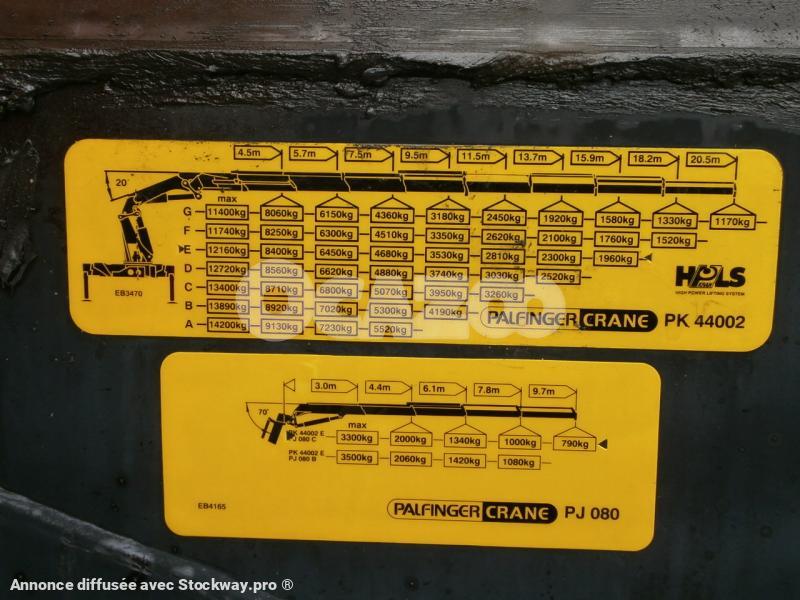 4.5m 5.7m 7.5m 9.5m 11.5m 13.7m 15.9m 18.2m 20.5m
20°
max
G 11400kg 8060kg 6150kg 4360kg 3180kg 2450kg 1920kg 1580kg 1330kg 1170kg
F 11740kg 8250kg 6300kg 4510kg 3350kg 2620kg 2100kg 1760kg 1520kg
E 12160kg 8400kg 6450kg 4680kg 3530kg 2810kg 2300kg 1960kg
D 12720kg 8560kg 6620kg 4880kg 3740kg 3030kg 2520kg
C 13400kg 8710kg 6800kg 5070kg 3950kg 3260kg
B 13890kg 8920kg 7020kg 5300kg 4190kg
A 14200kg 9130kg 7230kg 5520kg
EB3470
HPLS
HIGH POWER LIFTING SYSTEM
PALFINGER CRANE PK 44002
3.0m 4.4m 6.1m 7.8m 9.7m
70°
max
PK 44002 E
PJ 080 C 3300kg 2000kg 1340kg 1000kg 790kg
PK 44002 E
PJ 080 B 3500kg 2060kg 1420kg 1080kg
EB4165
PALFINGER CRANE PJ 080
Annonce diffusée avec Stockway.pro ®